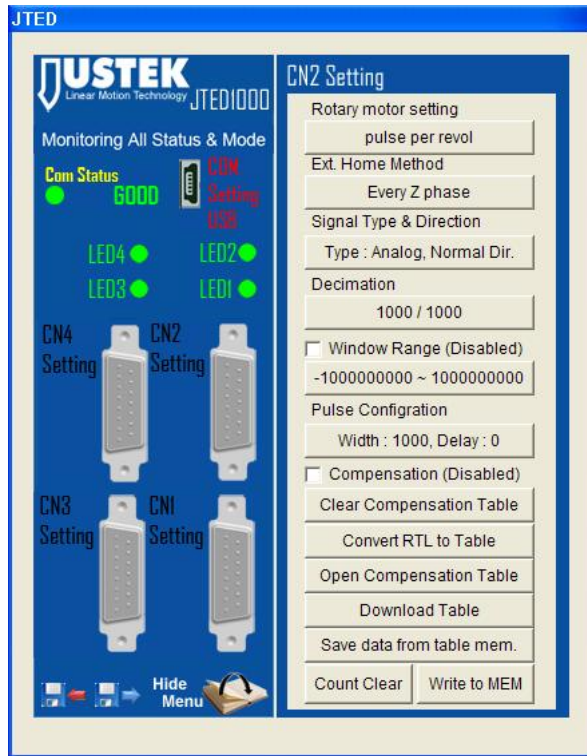 JTED
JUSTEK
Linear Motion Technology
JTED1000
Monitoring All Status & Mode
Com Status
GOOD
COM
Setting
USB
LED4
LED2
LED3
LED1
CN4
Setting
CN2
Setting
CN3
Setting
CN1
Setting
Hide
Menu
CN2 Setting
Rotary motor setting
pulse per revol
Ext. Home Method
Every Z phase
Signal Type & Direction
Type : Analog, Normal Dir.
Decimation
1000 / 1000
Window Range (Disabled)
-1000000000 ~ 1000000000
Pulse Configration
Width : 1000, Delay : 0
Compensation (Disabled)
Clear Compensation Table
Convert RTL to Table
Open Compensation Table
Download Table
Save data from table mem.
Count Clear
Write to MEM